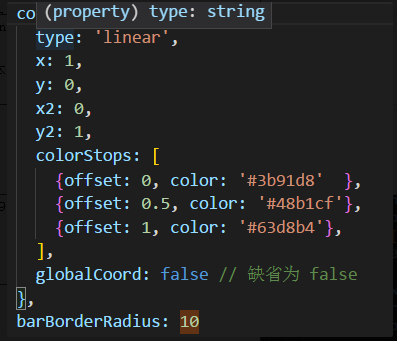 co
(property) type: string
type: 'linear',
x: 1,
y: 0,
x2: 0,
y2: 1,
colorStops: [
{offset: 0, color: '#3b91d8'  },
{offset: 0.5, color: '#48b1cf'},
{offset: 1, color: '#63d8b4'},
],
globalCoord: false // 缺省为 false
},
barBorderRadius: 10